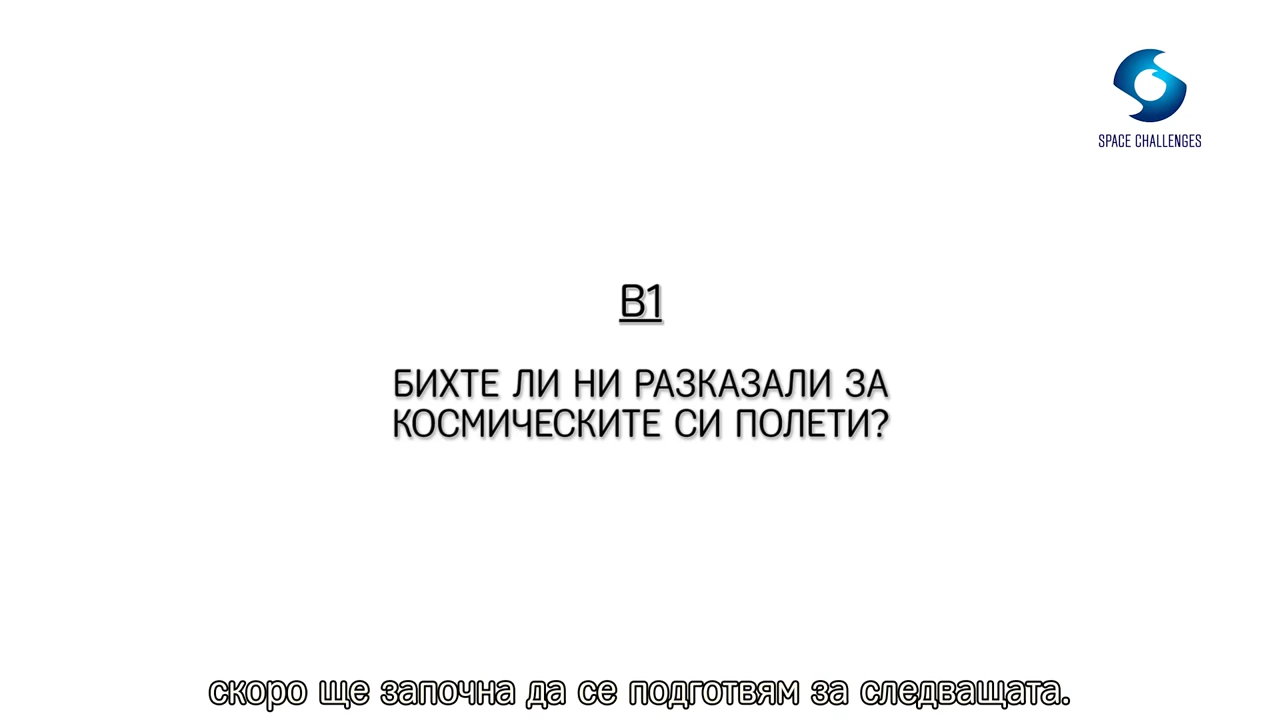 SPACE CHALLENGES
В1
БИХТЕ ЛИ НИ РАЗКАЗАЛИ ЗА
КОСМИЧЕСКИТЕ СИ ПОЛЕТИ?
скоро ще започна да се подготвям за следващата.